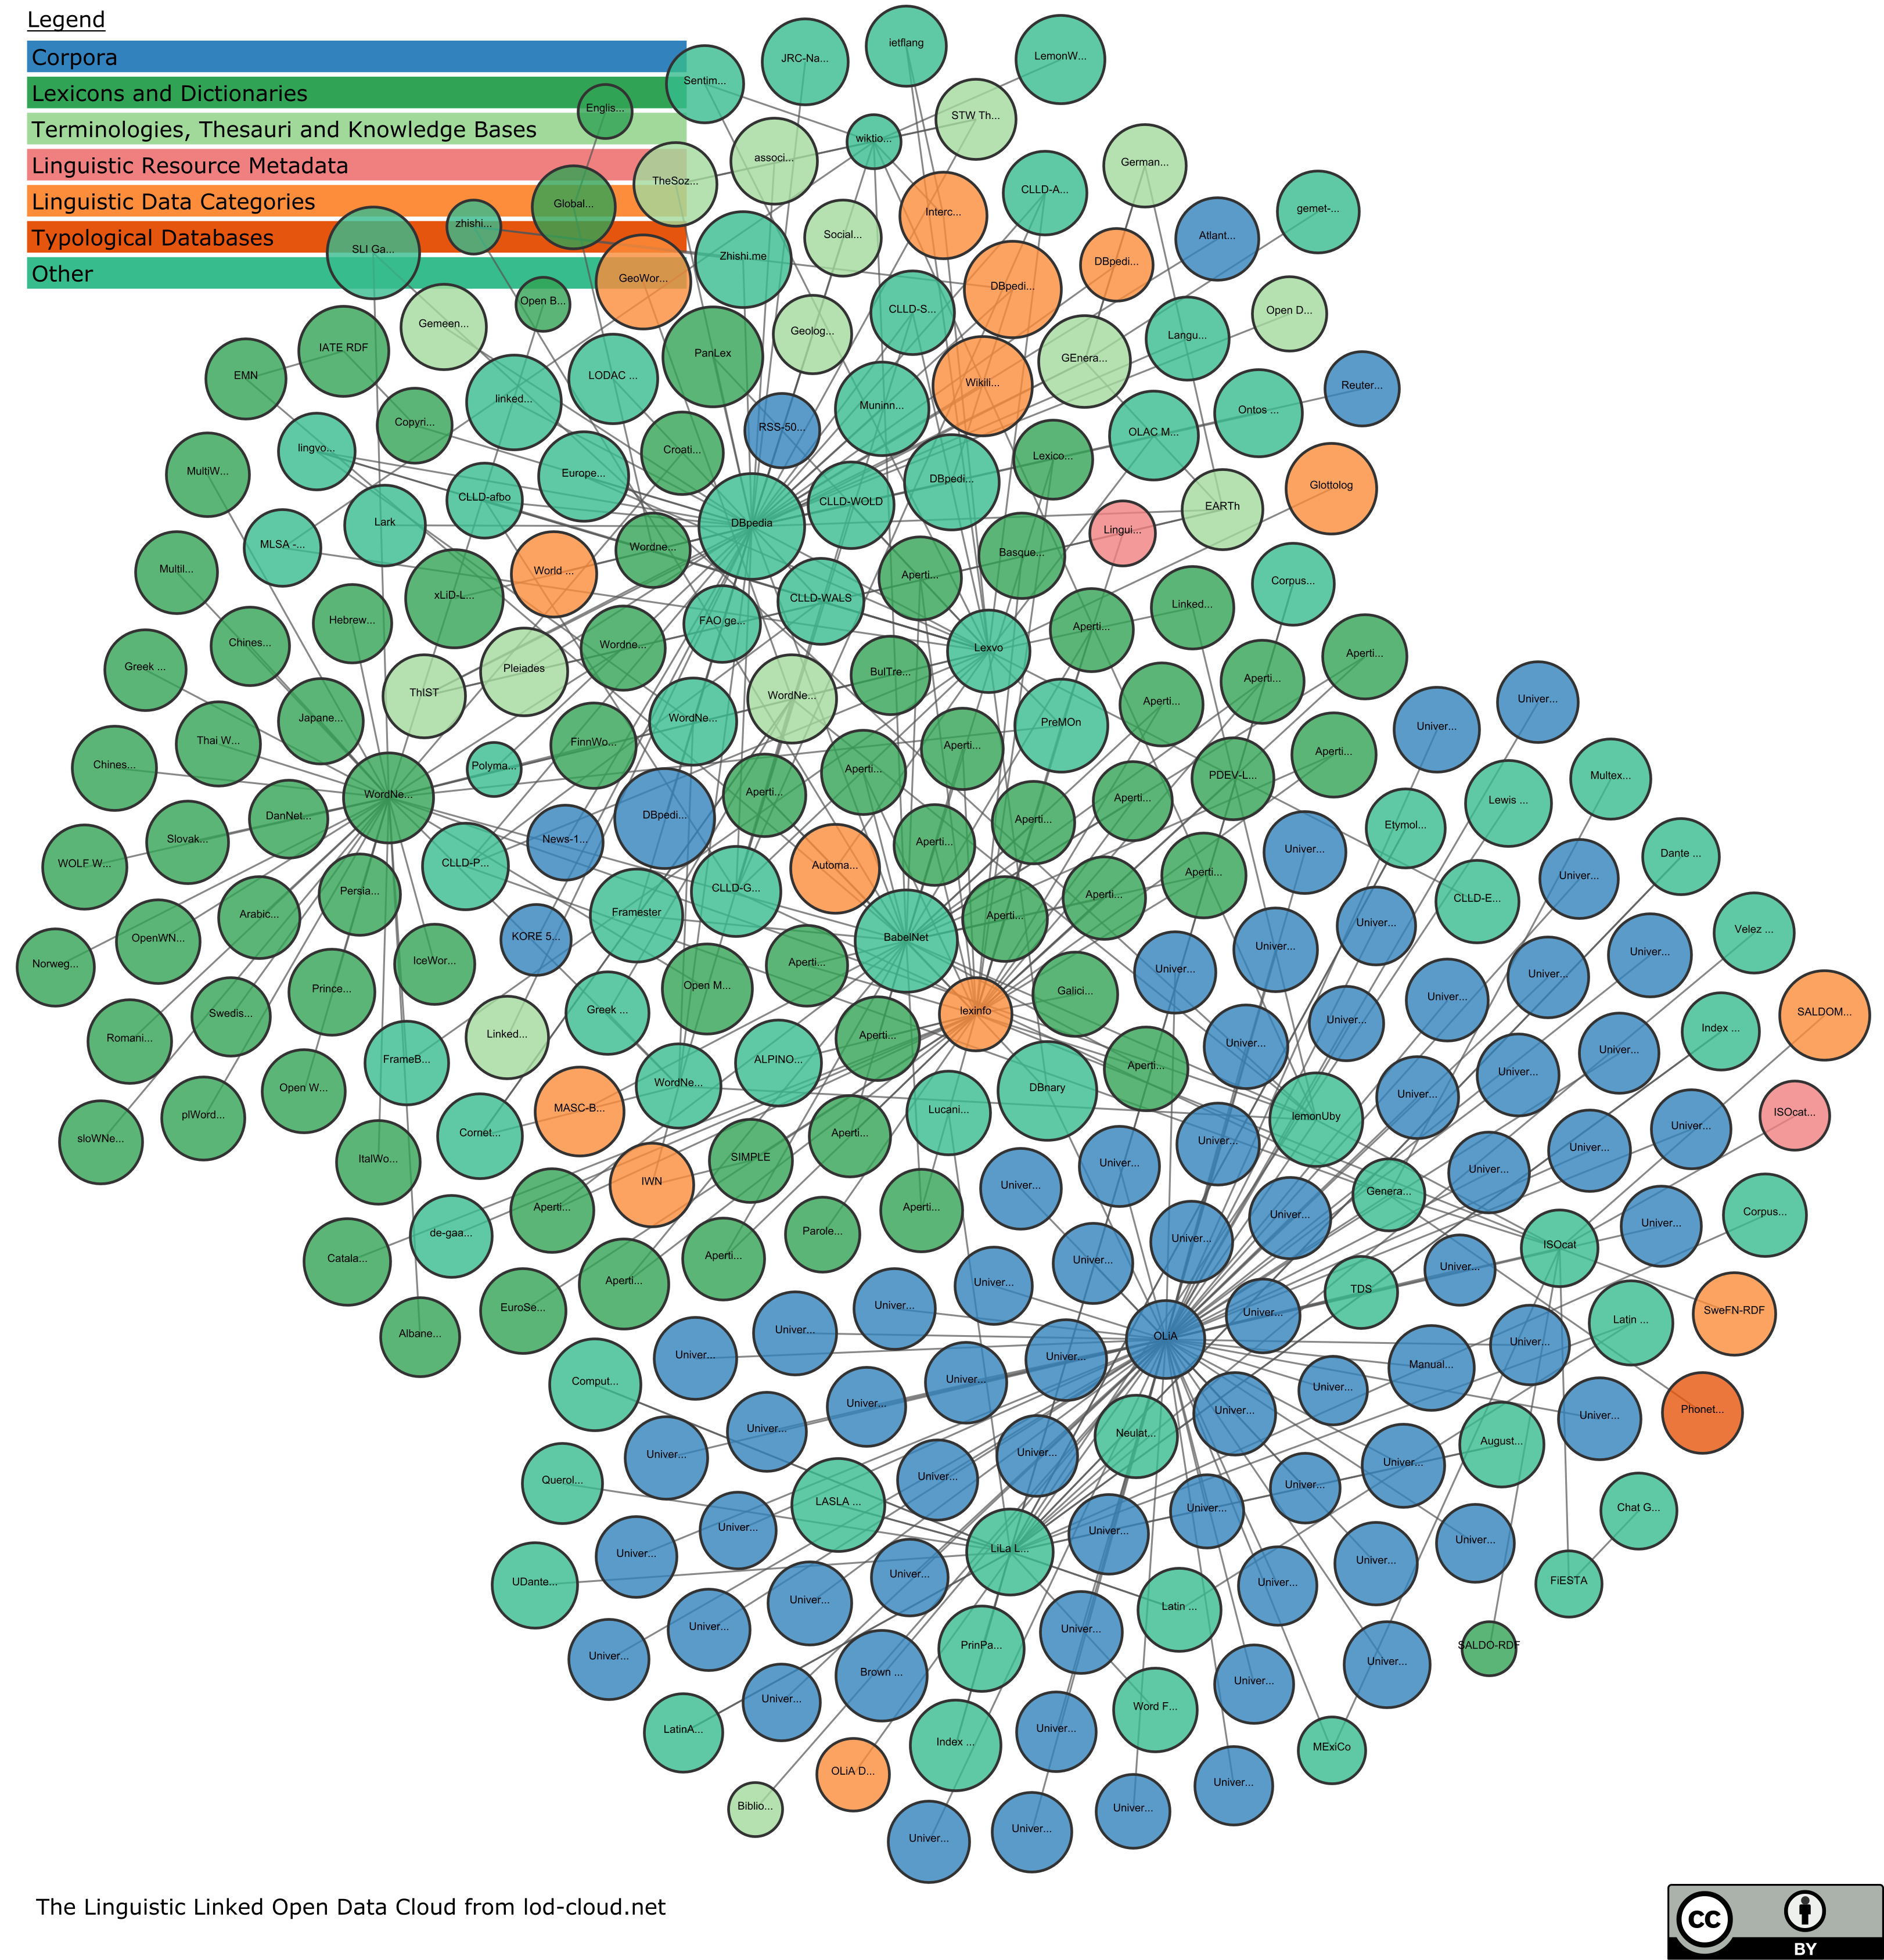 Legend
Corpora
Lexicons and Dictionaries
Terminologies, Thesauri and Knowledge Bases
Linguistic Resource Metadata
Linguistic Data Categories
Typological Databases
Other
ietflang
JRC-Na...
LemonW...
Sentim...
Englis...
STW Th...
wiktio...
associ...
German...
TheSoz...
CLLD-A...
Global...
Interc...
gemet-...
zhishi...
Social...
Atlant...
SLI Ga...
Zhishi.me
DBpedi...
GeoWor...
DBpedi...
Open B...
CLLD-S...
Open D...
Gemeen...
Geolog...
Langu...
IATE RDF
PanLex
GEnera...
EMN
LODAC ...
Wikili...
Reuter...
linked...
Muninn...
Ontos ...
Copyri...
RSS-50...
OLAC M...
lingvo...
Croati...
Lexico...
MultiW...
Europe...
DBpedi...
Glottolog
CLLD-afbo
CLLD-WOLD
EARTh
Lark
DBpedia
Lingui...
MLSA -...
Wordne...
Basque...
Multil...
World ...
Aperti...
Corpus...
xLiD-L...
CLLD-WALS
Linked...
Hebrew...
FAO ge...
Aperti...
Chines...
Wordne...
Lexvo
Aperti...
Greek ...
Pleiades
BulTre...
Aperti...
ThIST
WordNe...
Aperti...
Univer...
Japane...
WordNe...
PreMOn
Univer...
Thai W...
FinnWo...
Aperti...
Aperti...
Chines...
Polyma...
Aperti...
PDEV-L...
Multex...
WordNe...
Aperti...
Aperti...
Lewis ...
DanNet...
DBpedi...
Aperti...
Etymol...
Slovak...
News-1...
Aperti...
Univer...
Dante ...
WOLF W...
CLLD-P...
Automa...
Aperti...
Univer...
Persia...
CLLD-G...
Aperti...
CLLD-E...
Arabic...
Framester
Aperti...
Univer...
Velez ...
OpenWN...
KORE 5...
BabelNet
Univer...
Univer...
Norweg...
IceWor...
Aperti...
Univer...
Univer...
Prince...
Open M...
Galici...
Univer...
SALDOM...
Swedis...
Greek ...
lexinfo
Univer...
Index ...
Romani...
Linked...
Aperti...
Univer...
Univer...
FrameB...
ALPINO...
Aperti...
Univer...
Open W...
WordNe...
DBnary
Univer...
plWord...
MASC-B...
Lucani...
lemonUby
ISOcat...
sloWNe...
Cornet...
Aperti...
Univer...
Univer...
ItalWo...
SIMPLE
Univer...
Univer...
Univer...
IWN
Univer...
Genera...
Corpus...
Aperti...
Aperti...
Univer...
Univer...
Catala...
de-gaa...
Parole...
Univer...
ISOcat
Aperti...
Univer...
Univer...
EuroSe...
Aperti...
Univer...
TDS
SweFN-RDF
Albane...
Univer...
Univer...
Latin ...
Univer...
OLiA
Univer...
Univer...
Univer...
Manual...
Comput...
Univer...
Univer...
Phonet...
Univer...
Univer...
Univer...
Univer...
Neulat...
August...
Querol...
Univer...
Univer...
Univer...
Univer...
LASLA ...
Univer...
Chat G...
Univer...
Univer...
Univer...
Univer...
UDante...
Univer...
LiLa L...
Univer...
FiESTA
Univer...
Univer...
Latin ...
Univer...
Univer...
PrinPa...
SALDO-RDF
Univer...
Brown ...
Univer...
Univer...
LatinA...
Univer...
Word F...
Index ...
Univer...
MExiCo
Biblio...
OLiA D...
Univer...
Univer...
Univer...
Univer...
The Linguistic Linked Open Data Cloud from lod-cloud.net
cc
BY